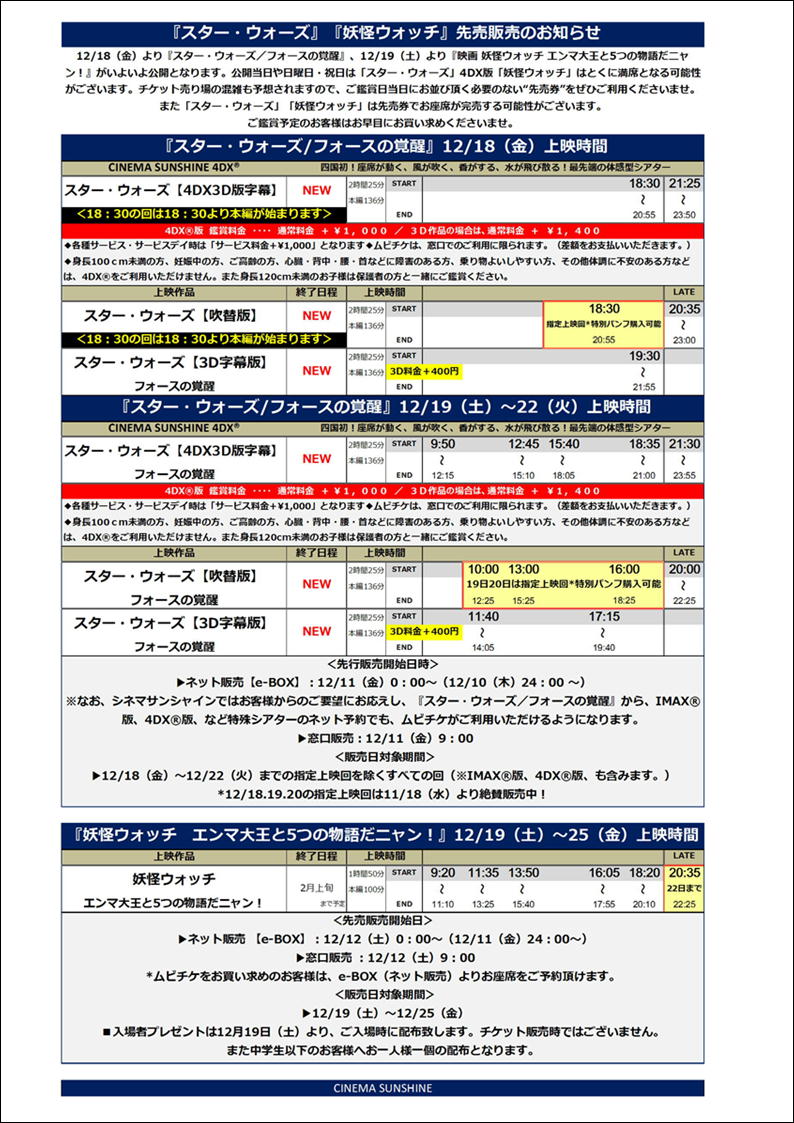 『スター・ウォーズ』『妖怪ウォッチ』先売販売のお知らせ
12/18（金）より『スター・ウォーズ／フォースの覚醒』、12/19（土）より『映画 妖怪ウォッチ エンマ大王と5つの物語だニャ
ン！』がいよいよ公開となります。公開当日や日曜日・祝日は「スター・ウォーズ」4DX版「妖怪ウォッチ」はとくに満席となる可能性
がございます。チケット売り場の混雑も予想されますので、ご鑑賞日当日にお並び頂く必要のない“先売券”をぜひご利用くださいませ。
また「スター・ウォーズ」「妖怪ウォッチ」は先売券でお座席が完売する可能性がございます。
ご鑑賞予定のお客様はお早目にお買い求めくださいませ。
『スター・ウォーズ/フォースの覚醒』12/18（金）上映時間
CINEMA SUNSHINE 4DX® 四国初！座席が動く、風が吹く、香がする、水が飛び散る！最先端の体感型シアター
スター・ウォーズ【4DX3D版字幕】 NEW 2時間25分 START 18:30 21:25
本編136分 ～ ～
＜18：30の回は18：30より本編が始まります＞ END 20:55 23:50
4DX®版 鑑賞料金 ‥‥ 通常料金 ＋￥１，０００ ／ ３Ｄ作品の場合は、通常料金 ＋ ￥１，４００
◆各種サービス・サービスデイ時は「サービス料金+¥1,000」となります◆ムビチケは、窓口でのご利用に限られます。（差額をお支払いいただきます。）
◆身長100ｃｍ未満の方、妊娠中の方、ご高齢の方、心臓・背中・腰・首などに障害のある方、乗り物よいしやすい方、その他体調に不安のある方など
は、4DX®をご利用いただけません。また身長120cm未満のお子様は保護者の方と一緒にご鑑賞ください。
上映作品 終了日程 上映時間 LATE
スター・ウォーズ【吹替版】 NEW 2時間25分 START 18:30 20:35
本編136分 指定上映回*特別パンフ購入可能 ～
＜18：30の回は18：30より本編が始まります＞ END 20:55 23:00
スター・ウォーズ【3D字幕版】 NEW 2時間25分 START 19:30
本編136分 3D料金＋400円 ～
フォースの覚醒 END 21:55
『スター・ウォーズ/フォースの覚醒』12/19（土）～22（火）上映時間
CINEMA SUNSHINE 4DX® 四国初！座席が動く、風が吹く、香がする、水が飛び散る！最先端の体感型シアター
スター・ウォーズ【4DX3D版字幕】 NEW 2時間25分 START 9:50 12:45 15:40 18:35 21:30
本編136分 ～ ～ ～ ～ ～
フォースの覚醒 END 12:15 15:10 18:05 21:00 23:55
4DX®版 鑑賞料金 ‥‥ 通常料金 ＋￥１，０００ ／ ３Ｄ作品の場合は、通常料金 ＋ ￥１，４００
◆各種サービス・サービスデイ時は「サービス料金+¥1,000」となります◆ムビチケは、窓口でのご利用に限られます。（差額をお支払いいただきます。）
◆身長100ｃｍ未満の方、妊娠中の方、ご高齢の方、心臓・背中・腰・首などに障害のある方、乗り物よいしやすい方、その他体調に不安のある方など
は、4DX®をご利用いただけません。また身長120cm未満のお子様は保護者の方と一緒にご鑑賞ください。
上映作品 終了日程 上映時間 LATE
スター・ウォーズ【吹替版】 NEW 2時間25分 START 10:00 13:00 16:00 20:00
本編136分 19日20日は指定上映回*特別パンフ購入可能 ～
フォースの覚醒 END 12:25 15:25 18:25 22:25
スター・ウォーズ【3D字幕版】 NEW 2時間25分 START 11:40 17:15
本編136分 3D料金＋400円 ～ ～
フォースの覚醒 END 14:05 19:40
＜先行販売開始日時＞
▶ネット販売【e-BOX】：12/11（金）0：00～（12/10（木）24：00 ～）
※なお、シネマサンシャインではお客様からのご要望にお応えし、『スター・ウォーズ／フォースの覚醒』から、IMAX®
版、4DX®版、など特殊シアターのネット予約でも、ムビチケがご利用いただけるようになります。
▶窓口販売：12/11（金）9：00
＜販売日対象期間＞
▶12/18（金）～12/22（火）までの指定上映回を除くすべての回（※IMAX®版、4DX®版、も含みます。）
*12/18.19.20の指定上映回は11/18（水）より絶賛販売中！
『妖怪ウォッチ エンマ大王と5つの物語だニャン！』12/19（土）～25（金）上映時間
上映作品 終了日程 上映時間 LATE
妖怪ウォッチ 2月上旬 1時間50分 START 9:20 11:35 13:50 16:05 18:20 20:35
本編100分 ～ ～ ～ ～ ～ 22日まで
エンマ大王と5つの物語だニャン！ まで予定 END 11:10 13:25 15:40 17:55 20:10 22:25
＜先売販売開始日＞
▶ネット販売 【e-BOX】：12/12（土）0：00～（12/11（金）24：00～）
▶窓口販売 ：12/12（土）9：00
*ムビチケをお買い求めのお客様は、e-BOX（ネット販売）よりお座席をご予約頂けます。
＜販売日対象期間＞
▶12/19（土）～12/25（金）
■入場者プレゼントは12月19日（土）より、ご入場時に配布致します。チケット販売時ではございません。
また中学生以下のお客様へお一人様一個の配布となります。
CINEMA SUNSHINE